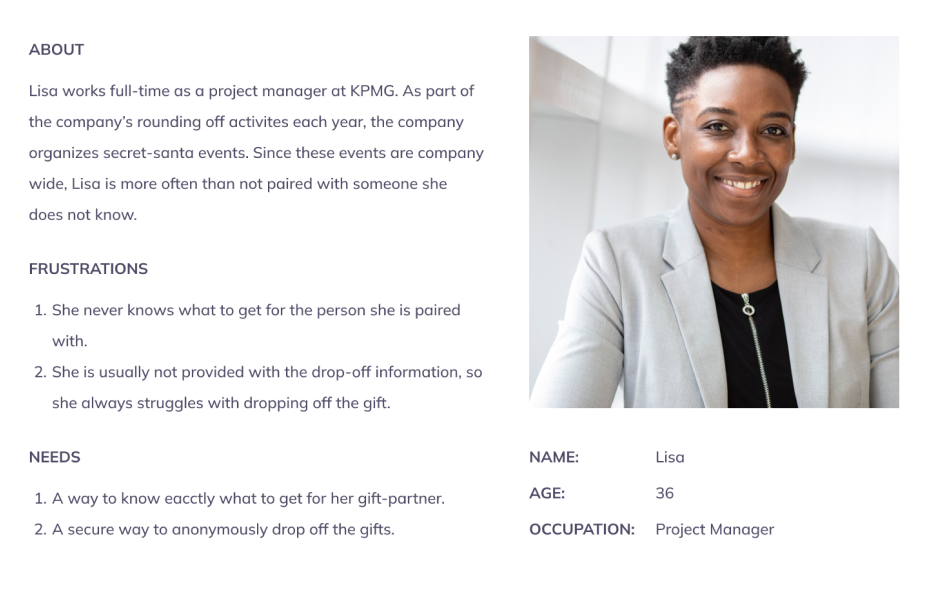 ABOUT
Lisa works full-time as a project manager at KPMG. As part of
the company's rounding off activites each year, the company
organizes secret-santa events. Since these events are company
wide, Lisa is more often than not paired with someone she
does not know.
FRUSTRATIONS
1. She never knows what to get for the person she is paired
with.
2. She is usually not provided with the drop-off information, so
she always struggles with dropping off the gift.
NEEDS
1. A way to know eacctly what to get for her gift-partner.
2. A secure way to anonymously drop off the gifts.
NAME: Lisa
AGE: 36
OCCUPATION: Project Manager